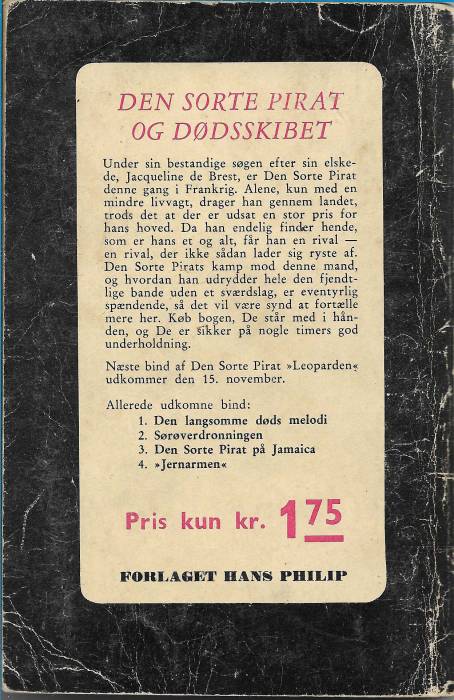 DEN SORTE PIRAT
OG DØDSSKIBET
Under sin bestandige søgen efter sin elske-
de, Jacqueline de Brest, er Den Sorte Pirat
denne gang i Frankrig. Alene, kun med en
mindre livvagt, drager han gennem landet,
trods det at der er udsat en stor pris for
hans hoved. Da han endelig finder hende,
som er hans et og alt, får han en rival —
en rival, der ikke sådan lader sig ryste af.
Den Sorte Pirats kamp mod denne mand,
og hvordan han udrydder hele den fjendt-
lige bande uden et sværdslag, er eventyrlig
spændende, så det vil være synd at fortælle
mere her. Køb bogen, De står med i hån-
den, og De er sikker på nogle timers god
underholdning.
Næste bind af Den Sorte Pirat »Leoparden«
udkommer den 15. november.
Allerede udkomne bind:
1. Den langsomme døds melodi
2. Sørøverdronningen
3. Den Sorte Pirat på Jamaica
4. »Jernarmen«
Pris kun kr. 175
FORLAGET HANS PHILIP